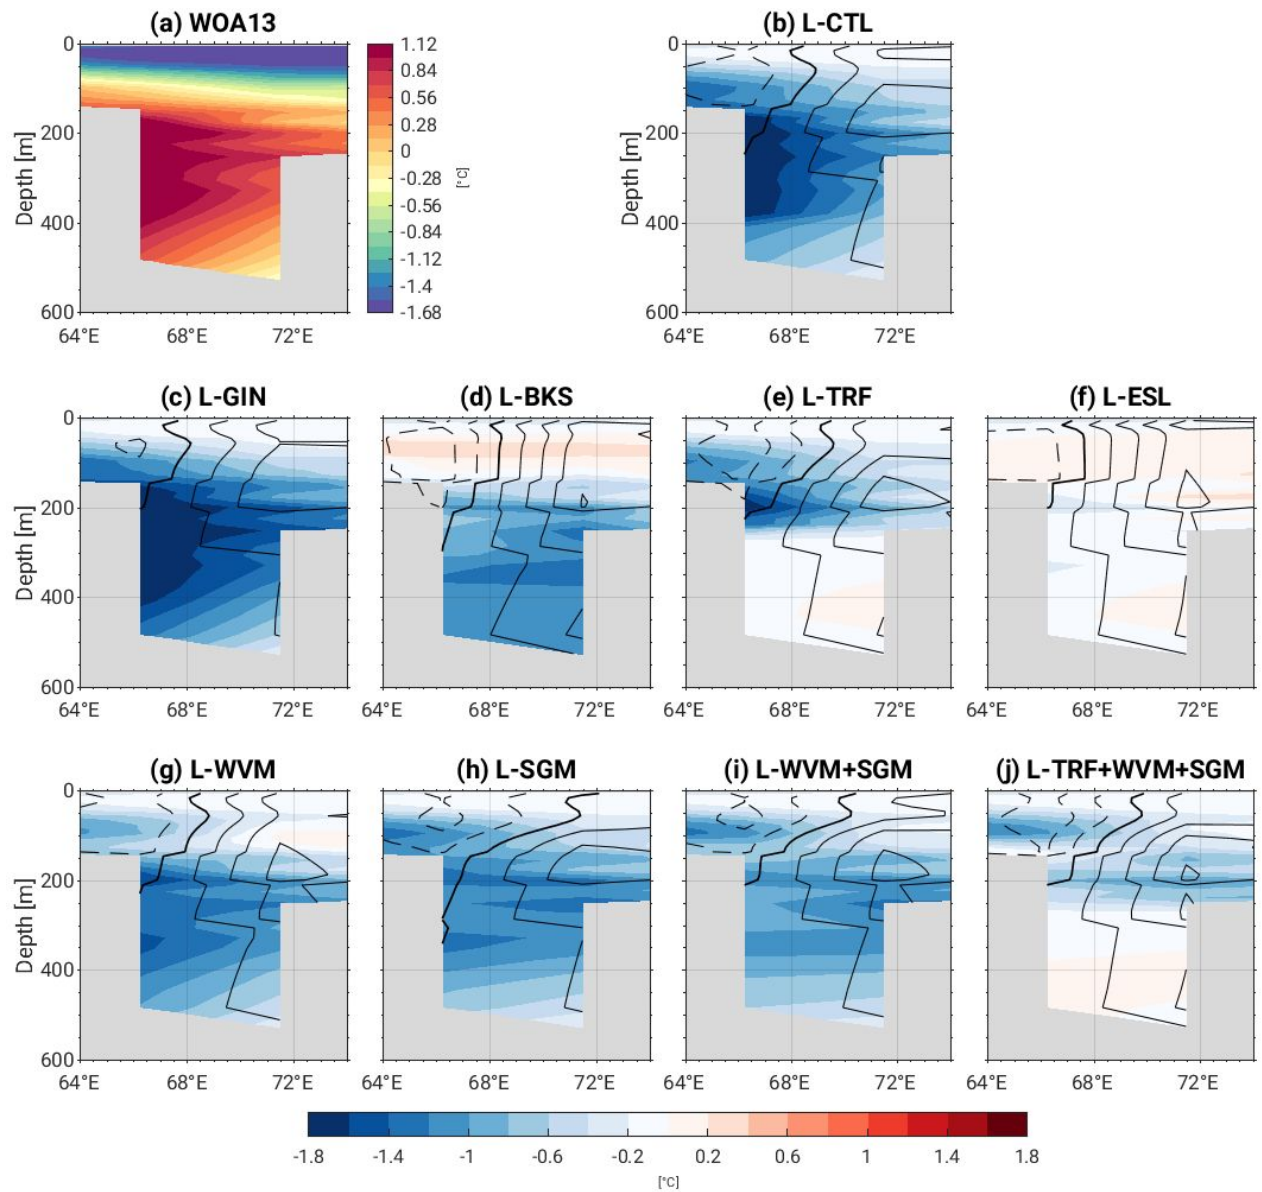 (a) WOA13
(b) L-CTL
0
200
400
600
Depth [m]
64°E
68°E
72°E
1.12
0.84
0.56
0.28
0
-0.28
-0.56
-0.84
-1.12
-1.4
-1.68
[°C]
0
200
400
600
Depth [m]
64°E
68°E
72°E
(c) L-GIN
(d) L-BKS
(e) L-TRF
(f) L-ESL
0
200
400
600
Depth [m]
64°E
68°E
72°E
64°E
68°E
72°E
64°E
68°E
72°E
64°E
68°E
72°E
(g) L-WVM
(h) L-SGM
(i) L-WVM+SGM
(j) L-TRF+WVM+SGM
0
200
400
600
Depth [m]
64°E
68°E
72°E
64°E
68°E
72°E
64°E
68°E
72°E
64°E
68°E
72°E
-1.8
-1.4
-1
-0.6
-0.2
0.2
0.6
1
1.4
1.8
[°C]